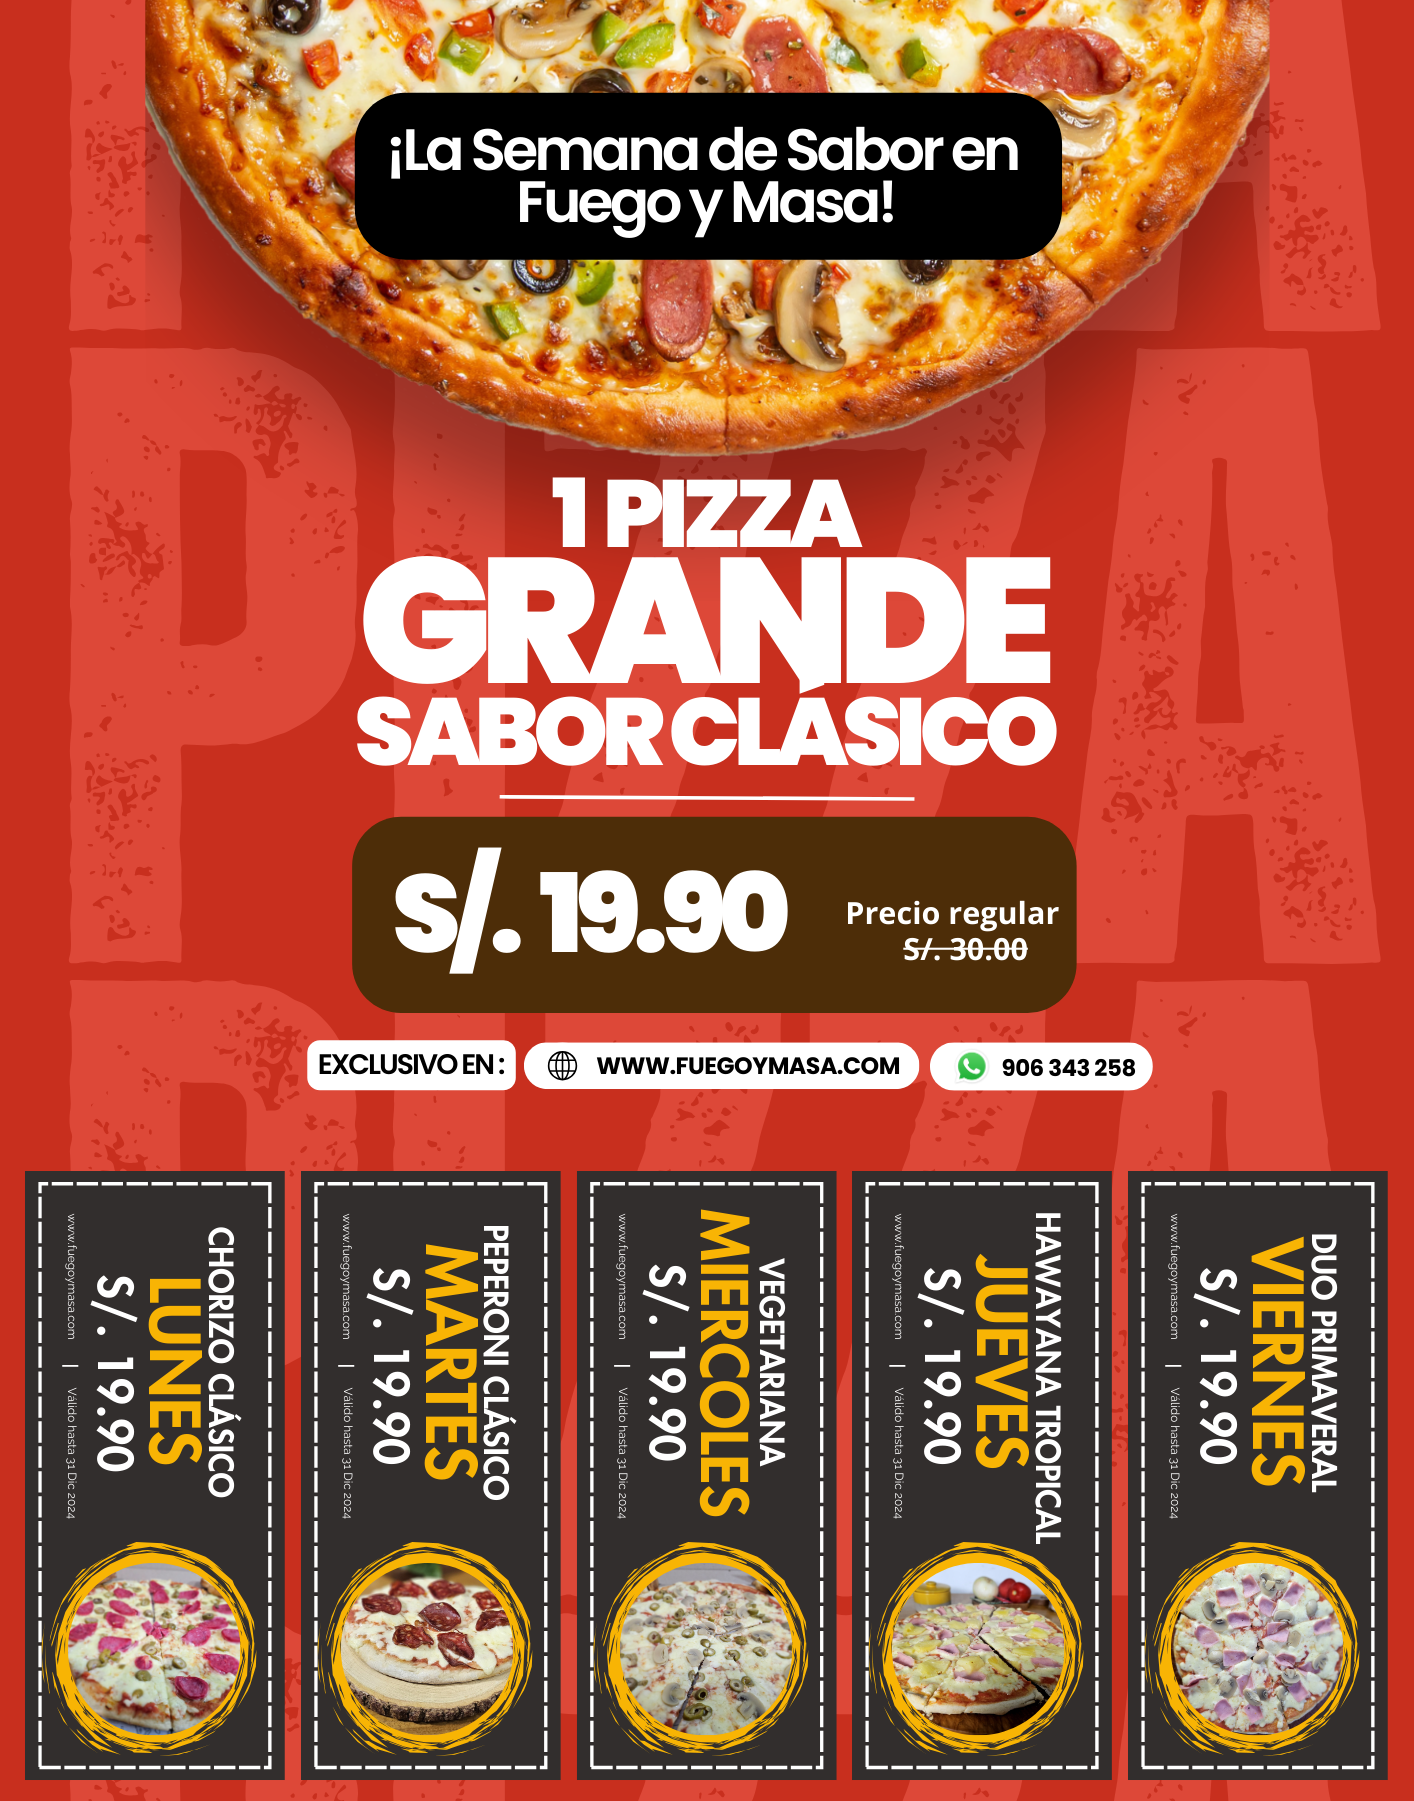 ¡La Semana de Sabor en
Fuego y Masa!
1 PIZZA
GRANDE
SABOR CLÁSICO
S/. 19.90
Precio regular
S/. 30.00
EXCLUSIVO EN :
WWW.FUEGOYMASA.COM
906 343 258
CHORIZO CLÁSICO
LUNES
S/. 19.90
www.fuegoymasa.com | Válido hasta 31 Dic 2024
PEPERONI CLÁSICO
MARTES
S/. 19.90
www.fuegoymasa.com | Válido hasta 31 Dic 2024
VEGETARIANA
MIERCOLES
S/. 19.90
www.fuegoymasa.com | Válido hasta 31 Dic 2024
HAWAYANA TROPICAL
JUEVES
S/. 19.90
www.fuegoymasa.com | Válido hasta 31 Dic 2024
DUO PRIMAVERAL
VIERNES
S/. 19.90
www.fuegoymasa.com | Válido hasta 31 Dic 2024
PIZZA
PIZZA